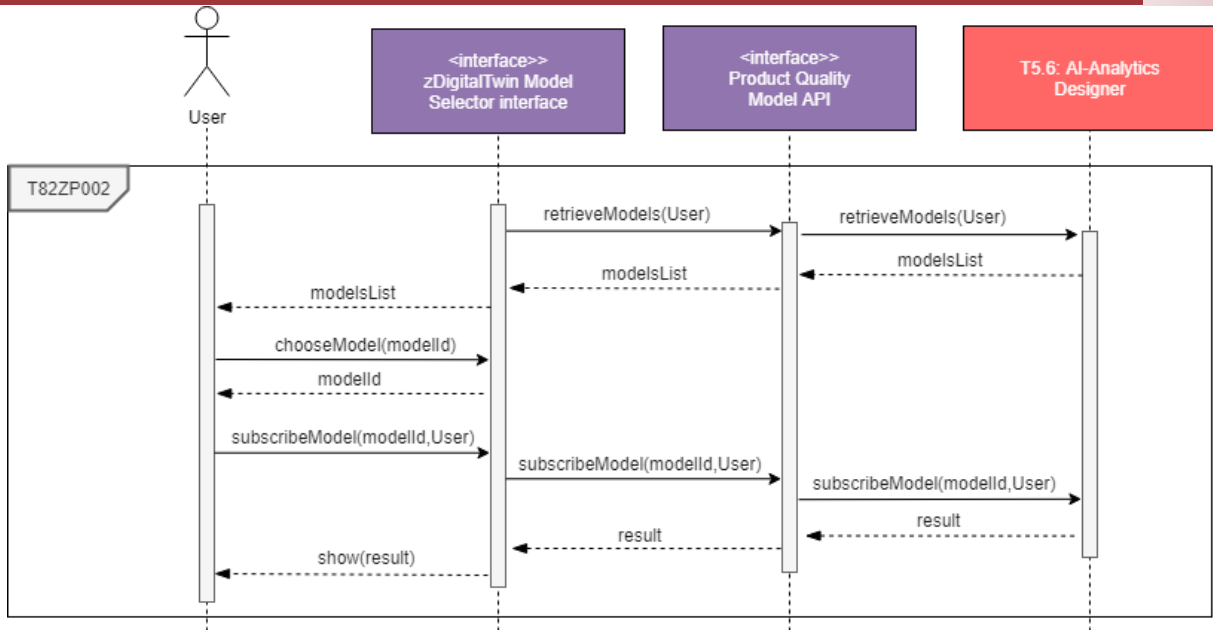 User
<interface>>
zDigitalTwin Model
Selector interface
<interface>>
Product Quality
Model API
T5.6: AI-Analytics
Designer
T82ZP002
retrieveModels(User)
retrieveModels(User)
modelsList
modelsList
modelsList
chooseModel(modelId)
modelId
subscribeModel(modelId,User)
subscribeModel(modelId,User)
subscribeModel(modelId,User)
result
result
show(result)